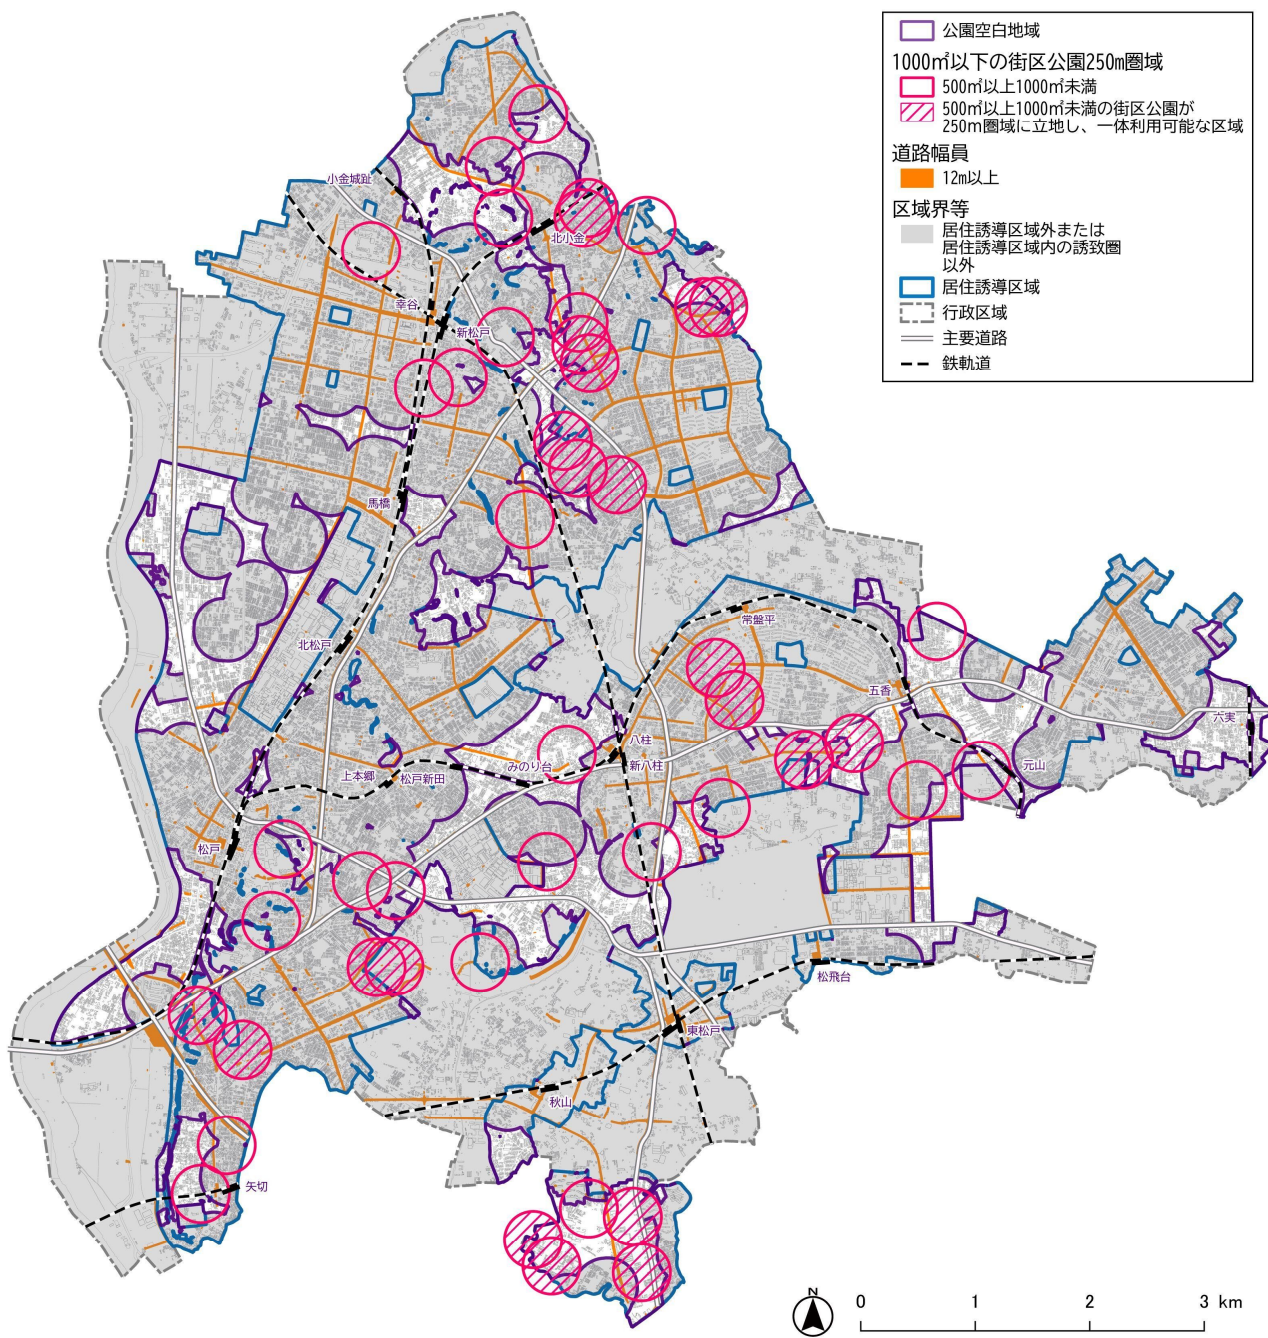 公園空白地域
1000㎡以下の街区公園250m圏域
500㎡以上1000㎡未満
500㎡以上1000㎡未満の街区公園が
250m圏域に立地し、一体利用可能な区域
道路幅員
12m以上
区域界等
居住誘導区域外または
居住誘導区域内の誘致圏
以外
居住誘導区域
行政区域
主要道路
鉄軌道
小金城趾
北小金
幸谷
新松戸
馬橋
北松戸
常盤平
五香
六実
元山
八柱
新八柱
みのり台
松戸新田
上本郷
松戸
松飛台
東松戸
秋山
矢切
N
0 1 2 3 km